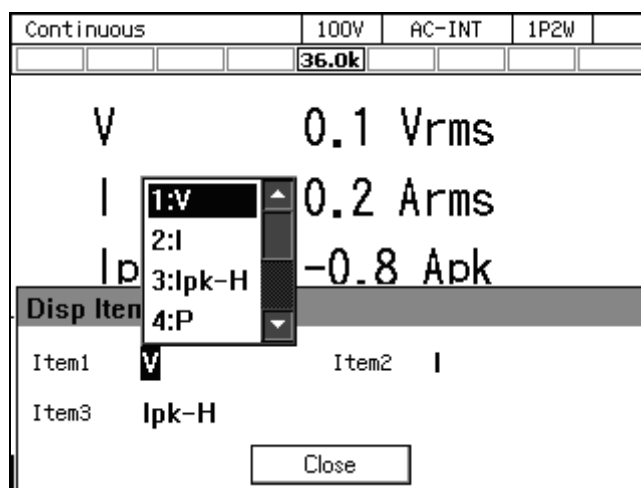 Continuous 100V AC-INT 1P2W
36.0k
V 0.1 Vrms
I 0.2 Arms
Ip -0.8 Apk
1:V
2:I
3:Ipk-H
4:P
Disp Iten
Item1 V Item2 I
Item3 Ipk-H
Close